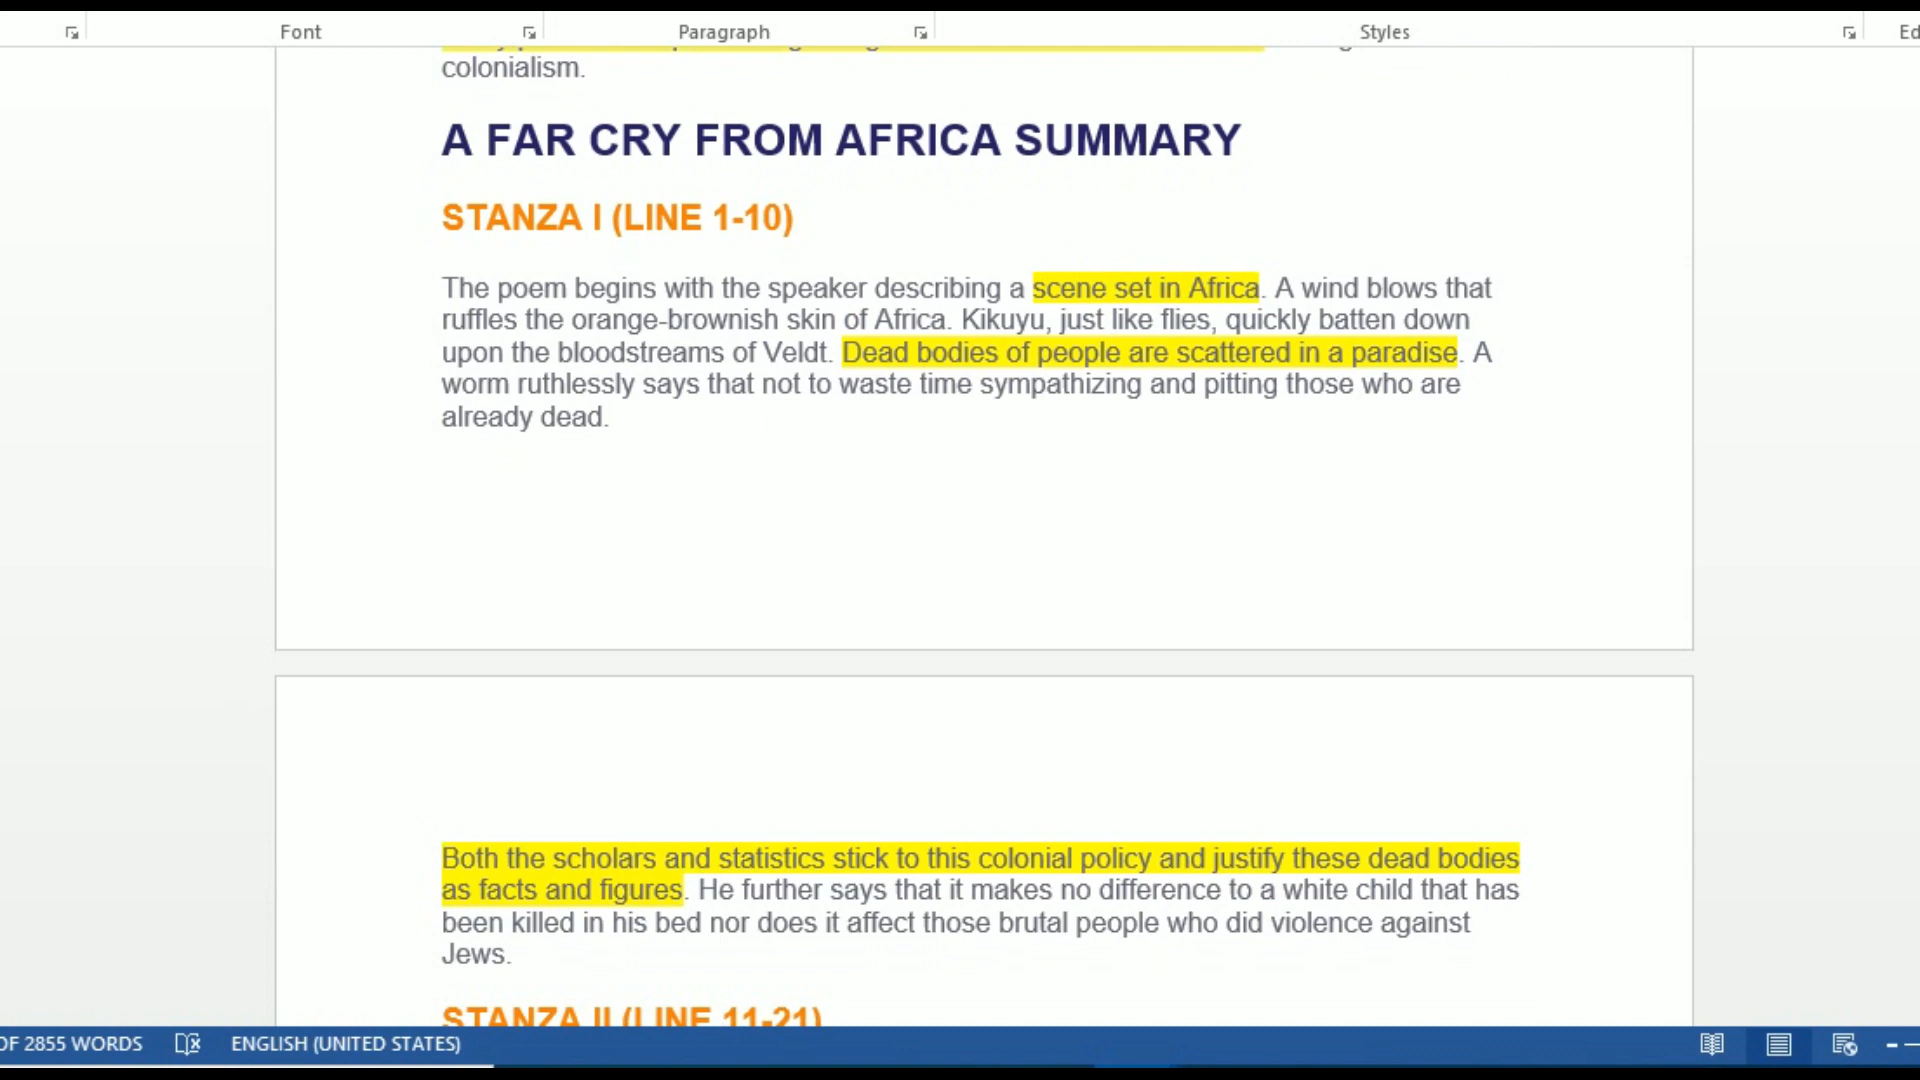 Font Paragraph Styles Ed
colonialism.
A FAR CRY FROM AFRICA SUMMARY
STANZA I (LINE 1-10)
The poem begins with the speaker describing a scene set in Africa. A wind blows that
ruffles the orange-brownish skin of Africa. Kikuyu, just like flies, quickly batten down
upon the bloodstreams of Veldt. Dead bodies of people are scattered in a paradise. A
worm ruthlessly says that not to waste time sympathizing and pitting those who are
already dead.
Both the scholars and statistics stick to this colonial policy and justify these dead bodies
as facts and figures. He further says that it makes no difference to a white child that has
been killed in his bed nor does it affect those brutal people who did violence against
Jews.
STANZA II (LINE 11-21)
OF 2855 WORDS ENGLISH (UNITED STATES)